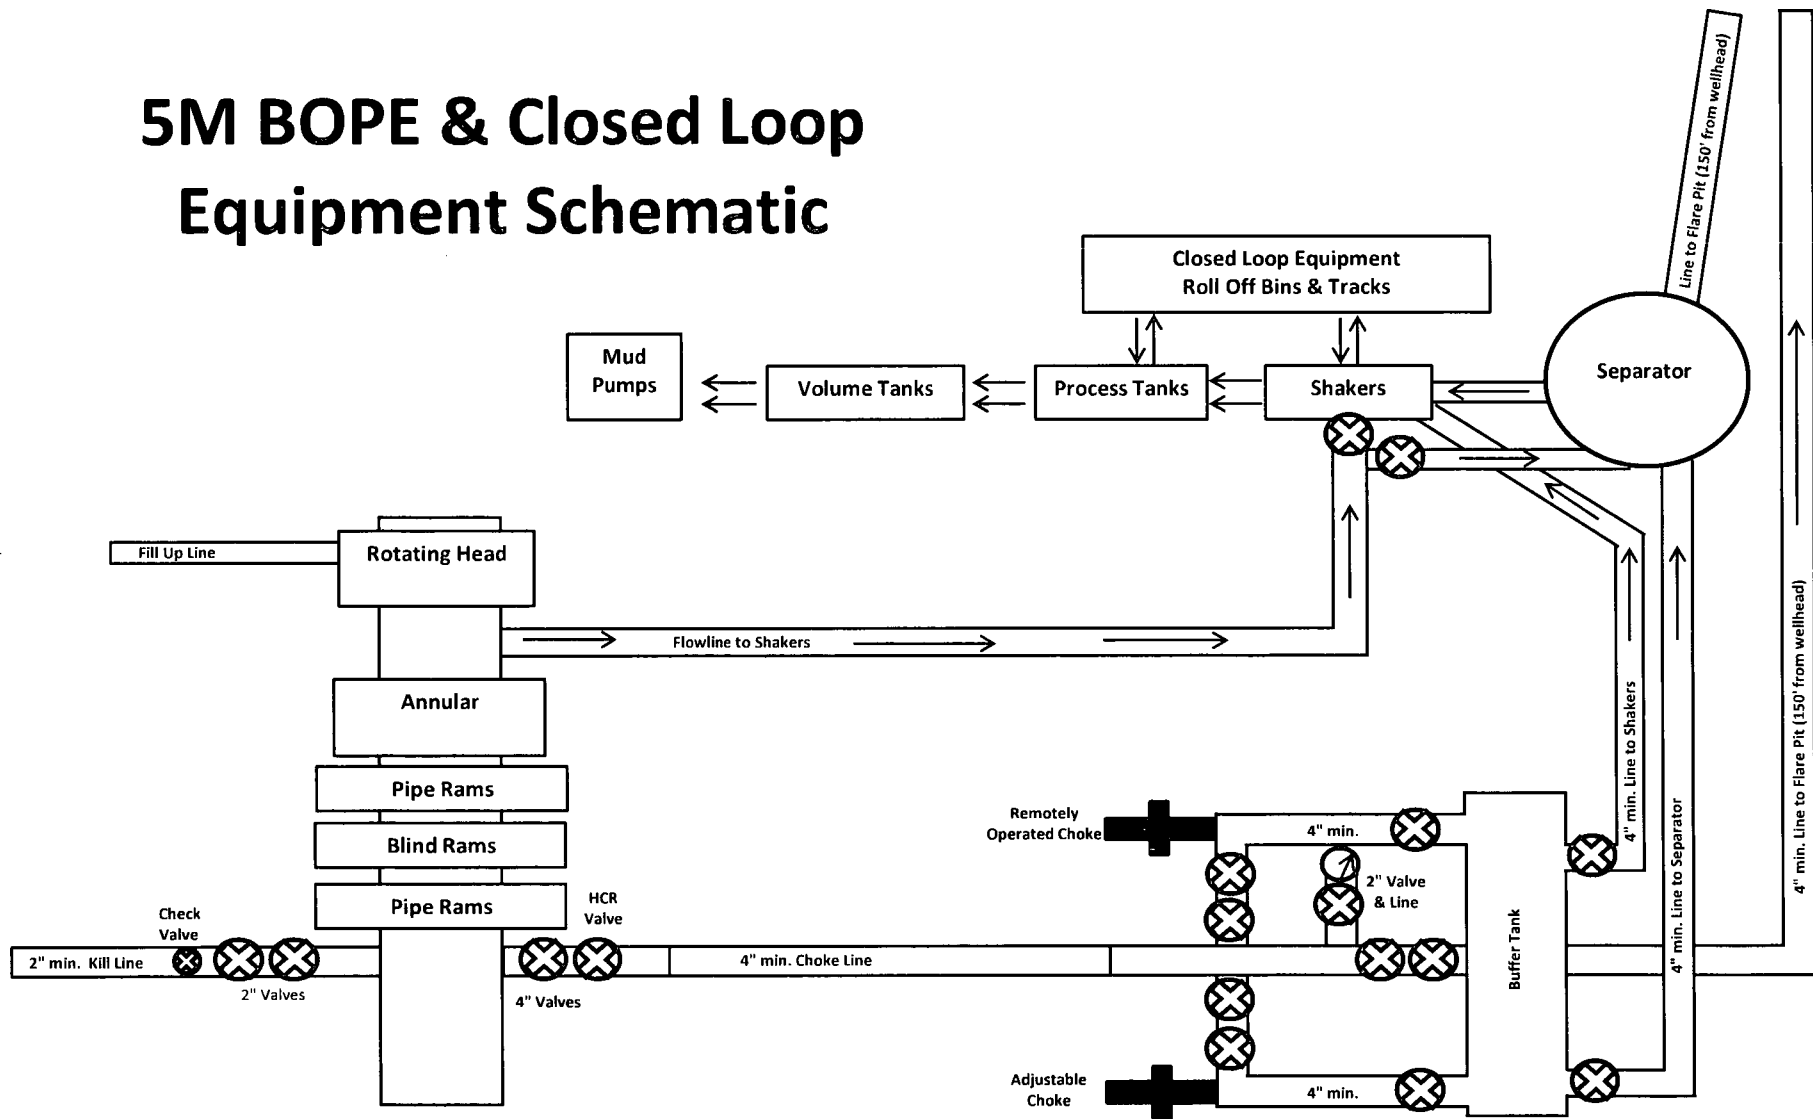 5M BOPE & Closed Loop
Equipment Schematic
Line to Flare Pit (150' from wellhead)
Closed Loop Equipment
Roll Off Bins & Tracks
Mud
Pumps
Volume Tanks
Process Tanks
Shakers
Separator
Fill Up Line
Rotating Head
Flowline to Shakers
Annular
Pipe Rams
Blind Rams
Pipe Rams
Check
Valve
HCR
Valve
2" min. Kill Line
2" Valves
4" Valves
4" min. Choke Line
Remotely
Operated Choke
4" min.
2" Valve
& Line
Adjustable
Choke
4" min.
Buffer Tank
4" min. Line to Shakers
4" min. Line to Separator
4" min. Line to Flare Pit (150' from wellhead)